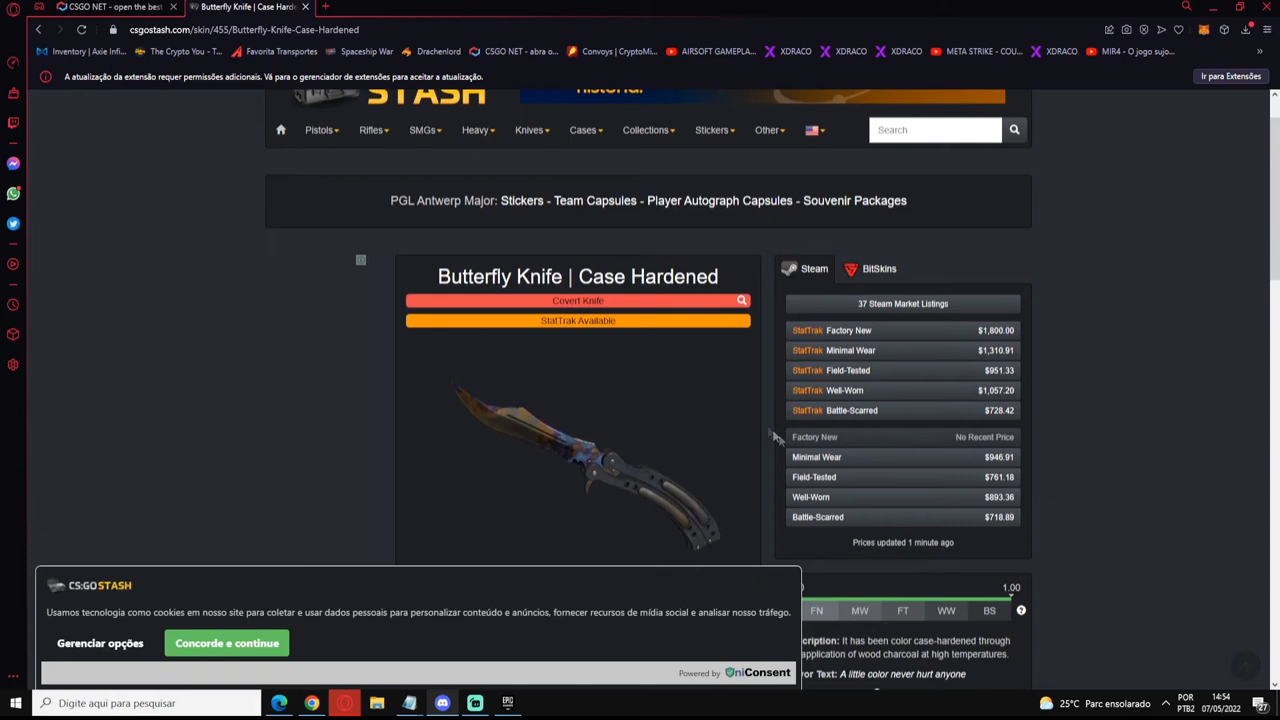 CSGO NET - open the best
Butterfly Knife | Case Harde
csgostash.com/skin/455/Butterfly-Knife-Case-Hardened
Inventory | Axie Infi...
The Crypto You - T...
Favorita Transportes
Spaceship War
Drachenlord
CSGO NET - abra o...
Convoys | CryptoMi...
AIRSOFT GAMEPLA...
XDRACO
XDRACO
XDRACO
META STRIKE - COU...
XDRACO
MIR4 - O jogo sujo...
A atualização da extensão requer permissões adicionais. Vá para o gerenciador de extensões para aceitar a atualização.
Ir para Extensões
STASH
história!
Pistols
Rifles
SMGs
Heavy
Knives
Cases
Collections
Stickers
Other
Search
PGL Antwerp Major: Stickers - Team Capsules - Player Autograph Capsules - Souvenir Packages
Butterfly Knife | Case Hardened
Covert Knife
StatTrak Available
Steam
BitSkins
37 Steam Market Listings
StatTrak Factory New $1,800.00
StatTrak Minimal Wear $1,310.91
StatTrak Field-Tested $951.33
StatTrak Well-Worn $1,057.20
StatTrak Battle-Scarred $728.42
Factory New No Recent Price
Minimal Wear $946.91
Field-Tested $761.18
Well-Worn $893.36
Battle-Scarred $718.89
Prices updated 1 minute ago
1.00
FN MW FT WW BS
cription: It has been color case-hardened through
application of wood charcoal at high temperatures.
vor Text: A little color never hurt anyone
CS:GOSTASH
Usamos tecnologia como cookies em nosso site para coletar e usar dados pessoais para personalizar conteúdo e anúncios, fornecer recursos de mídia social e analisar nosso tráfego.
Gerenciar opções
Concorde e continue
Powered by UniConsent
Digite aqui para pesquisar
EPIC
25°C Parc ensolarado
POR
PTB2
14:54
07/05/2022
27